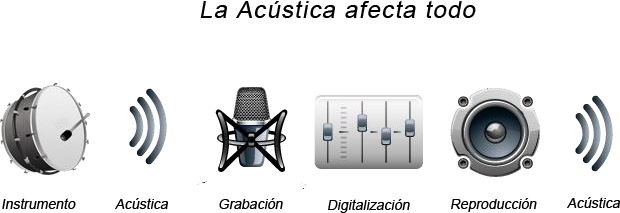 La Acústica afecta todo
Instrumento Acústica Grabación Digitalización Reproducción Acústica